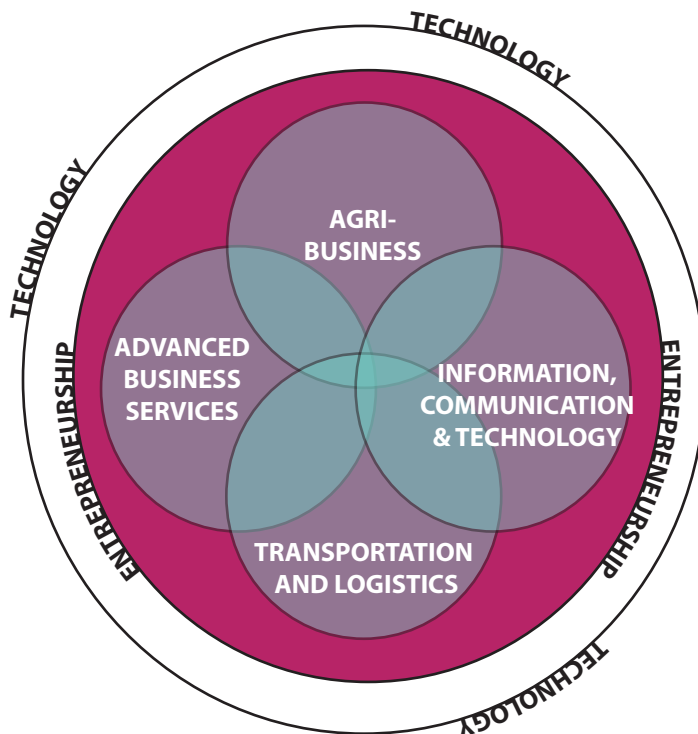 TECHNOLOGY
TECHNOLOGY
AGRI-
BUSINESS
ENTREPRENEURSHIP
ADVANCED
BUSINESS
SERVICES
INFORMATION,
COMMUNICATION
& TECHNOLOGY
ENTREPRENEURSHIP
TRANSPORTATION
AND LOGISTICS
TECHNOLOGY